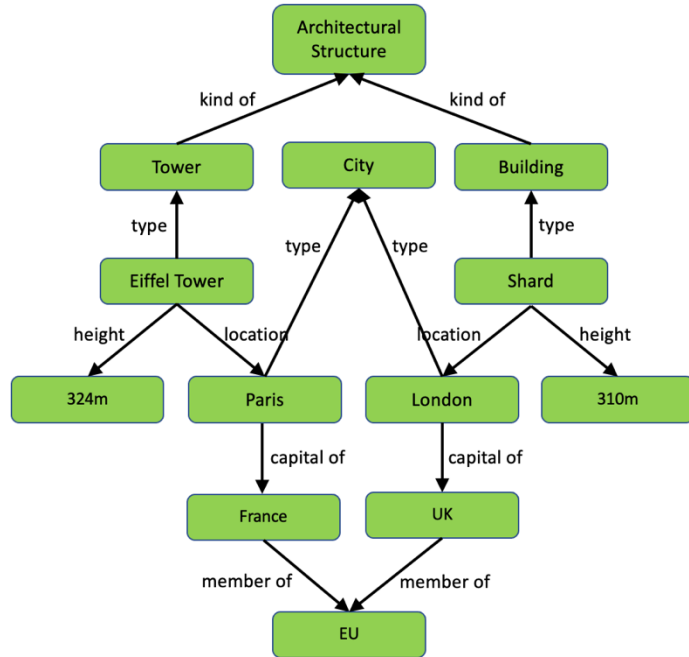 Architectural
Structure
kind of
kind of
Tower
City
Building
type
type
type
type
Eiffel Tower
Shard
height
location
location
height
324m
Paris
London
310m
capital of
capital of
France
UK
member of
member of
EU